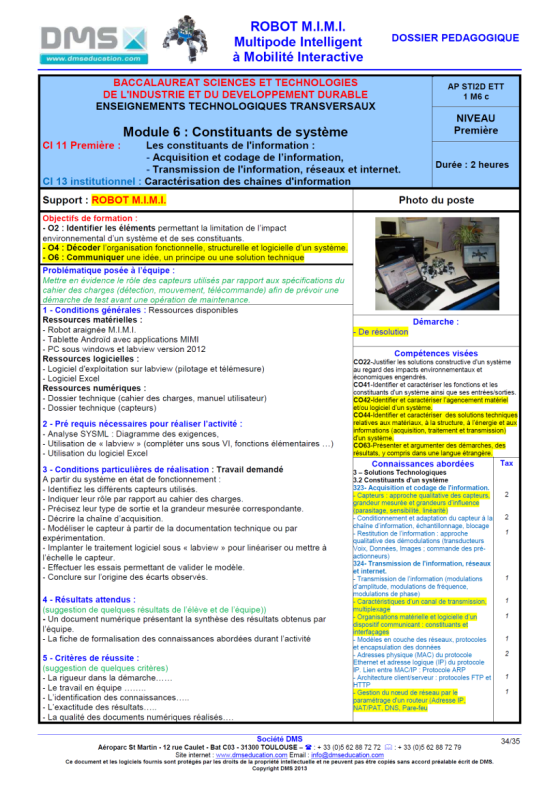 DMS
www.dmseducation.com
ROBOT M.I.M.I.
Multipode Intelligent
à Mobilité Interactive
DOSSIER PEDAGOGIQUE
BACCALAUREAT SCIENCES ET TECHNOLOGIES
DE L'INDUSTRIE ET DU DEVELOPPEMENT DURABLE
ENSEIGNEMENTS TECHNOLOGIQUES TRANSVERSAUX
Module 6 : Constituants de système
CI 11 Première : Les constituants de l'information :
- Acquisition et codage de l'information,
- Transmission de l'information, réseaux et internet.
CI 13 institutionnel : Caractérisation des chaînes d'information
AP STI2D ETT
1 M6 c
NIVEAU
Première
Durée : 2 heures
Support : ROBOT M.I.M.I.
Photo du poste
Objectifs de formation :
- O2 : Identifier les éléments permettant la limitation de l'impact
environnemental d'un système et de ses constituants.
- O4 : Décoder l'organisation fonctionnelle, structurelle et logicielle d'un système.
- O6 : Communiquer une idée, un principe ou une solution technique
Problématique posée à l'équipe :
Mettre en évidence le rôle des capteurs utilisés par rapport aux spécifications du
cahier des charges (détection, mouvement, télécommande) afin de prévoir une
démarche de test avant une opération de maintenance.
1 - Conditions générales : Ressources disponibles
Ressources matérielles :
- Robot araignée M.I.M.I.
- Tablette Androïd avec applications MIMI
- PC sous windows et labview version 2012
Ressources logicielles :
- Logiciel d'exploitation sur labview (pilotage et télémesure)
- Logiciel Excel
Ressources numériques :
- Dossier technique (cahier des charges, manuel utilisateur)
- Dossier technique (capteurs)
2 - Pré requis nécessaires pour réaliser l'activité :
- Analyse SYSML : Diagramme des exigences,
- Utilisation de « labview » (compléter uns sous VI, fonctions élémentaires …)
- Utilisation du logiciel Excel
3 - Conditions particulières de réalisation : Travail demandé
A partir du système en état de fonctionnement :
- Identifiez les différents capteurs utilisés.
- Indiquer leur rôle par rapport au cahier des charges.
- Précisez leur type de sortie et la grandeur mesurée correspondante.
- Décrire la chaîne d'acquisition.
- Modéliser le capteur à partir de la documentation technique ou par
expérimentation.
- Implanter le traitement logiciel sous « labview » pour linéariser ou mettre à
l'échelle le capteur.
- Effectuer les essais permettant de valider le modèle.
- Conclure sur l'origine des écarts observés.
4 - Résultats attendus :
(suggestion de quelques résultats de l'élève et de l'équipe))
- Un document numérique présentant la synthèse des résultats obtenus par
l'équipe.
- La fiche de formalisation des connaissances abordées durant l'activité
5 - Critères de réussite :
(suggestion de quelques critères)
- La rigueur dans la démarche……
- Le travail en équipe ……..
- L'identification des connaissances…..
- L'exactitude des résultats…..
- La qualité des documents numériques réalisés….
Démarche :
- De résolution
Compétences visées
CO22-Justifier les solutions constructive d'un système
au regard des impacts environnementaux et
économiques engendrés.
CO41-Identifier et caractériser les fonctions et les
constituants d'un système ainsi que ses entrées/sorties.
CO42-Identifier et caractériser l'agencement matériel
et/ou logiciel d'un système.
CO44-Identifier et caractériser des solutions techniques
relatives aux matériaux, à la structure, à l'énergie et aux
informations (acquisition, traitement et transmission)
d'un système.
CO63-Présenter et argumenter des démarches, des
résultats, y compris dans une langue étrangère.
Connaissances abordées Tax
3 – Solutions Technologiques
3.2 Constituants d'un système
323- Acquisition et codage de l'information.
- Capteurs : approche qualitative des capteurs, 2
grandeur mesurée et grandeurs d'influence
(parasitage, sensibilité, linéarité)
- Conditionnement et adaptation du capteur à la 2
chaîne d'information, échantillonnage, blocage
- Restitution de l'information : approche 1
qualitative des démodulations (transducteurs
Voix, Données, Images ; commande des pré-
actionneurs)
324- Transmission de l'information, réseaux
et internet.
- Transmission de l'information (modulations 1
d'amplitude, modulations de fréquence,
modulations de phase)
- Caractéristiques d'un canal de transmission, 1
multiplexage
- Organisations matérielle et logicielle d'un 1
dispositif communicant : constituants et
interfaçages
- Modèles en couche des réseaux, protocoles 1
et encapsulation des données
- Adresses physique (MAC) du protocole 2
Ethernet et adresse logique (IP) du protocole
IP. Lien entre MAC/IP : Protocole ARP
- Architecture client/serveur : protocoles FTP et 1
HTTP
- Gestion du nœud de réseau par le 1
paramétrage d'un routeur (Adresse IP,
NAT/PAT, DNS, Pare-feu
Société DMS
34/35
Aéroparc St Martin - 12 rue Caulet - Bat C03 - 31300 TOULOUSE – ☎ : + 33 (0)5 62 88 72 72 📠 : + 33 (0)5 62 88 72 79
Site internet : www.dmseducation.com Email : info@dmseducation.com
Ce document et les logiciels fournis sont protégés par les droits de la propriété intellectuelle et ne peuvent pas être copiés sans accord préalable écrit de DMS.
Copyright DMS 2013